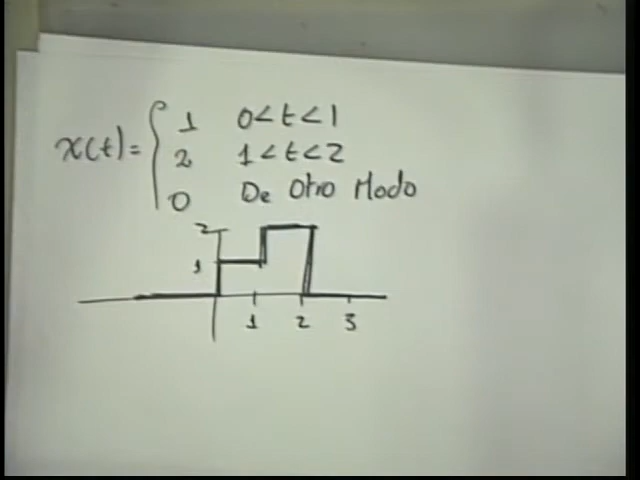 x(t)= { 1 0<t<1
2 1<t<2
0 De Otro Modo
2
1
1 2 3